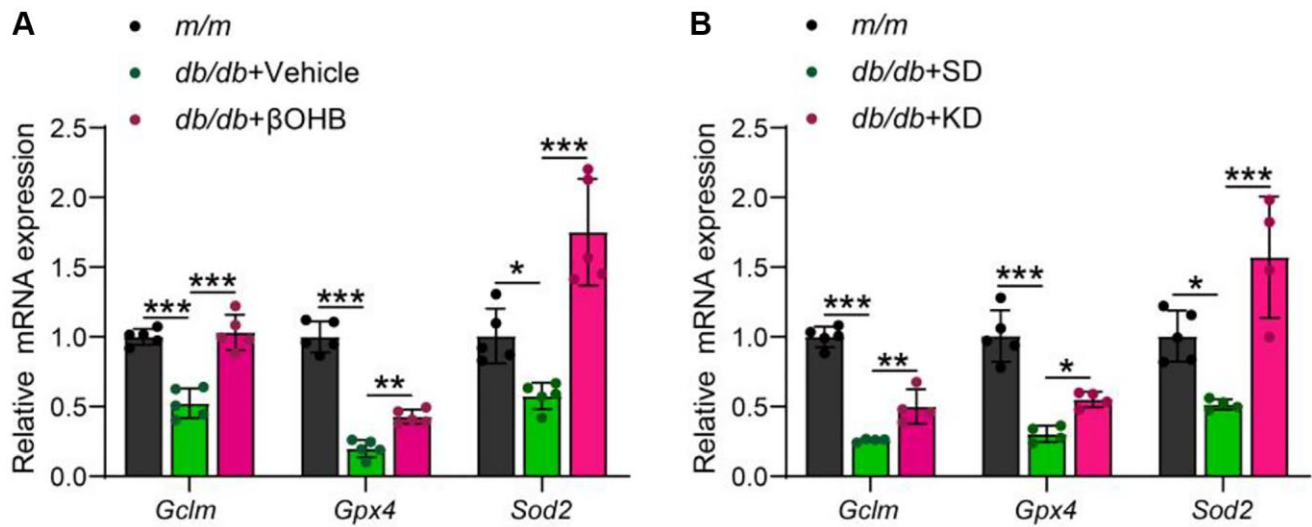 A
m/m
db/db+Vehicle
db/db+βOHB
Relative mRNA expression
2.5
2.0
1.5
1.0
0.5
0.0
*** *** *** ** * ***
Gclm Gpx4 Sod2
B
m/m
db/db+SD
db/db+KD
Relative mRNA expression
2.5
2.0
1.5
1.0
0.5
0.0
*** ** *** * * ***
Gclm Gpx4 Sod2